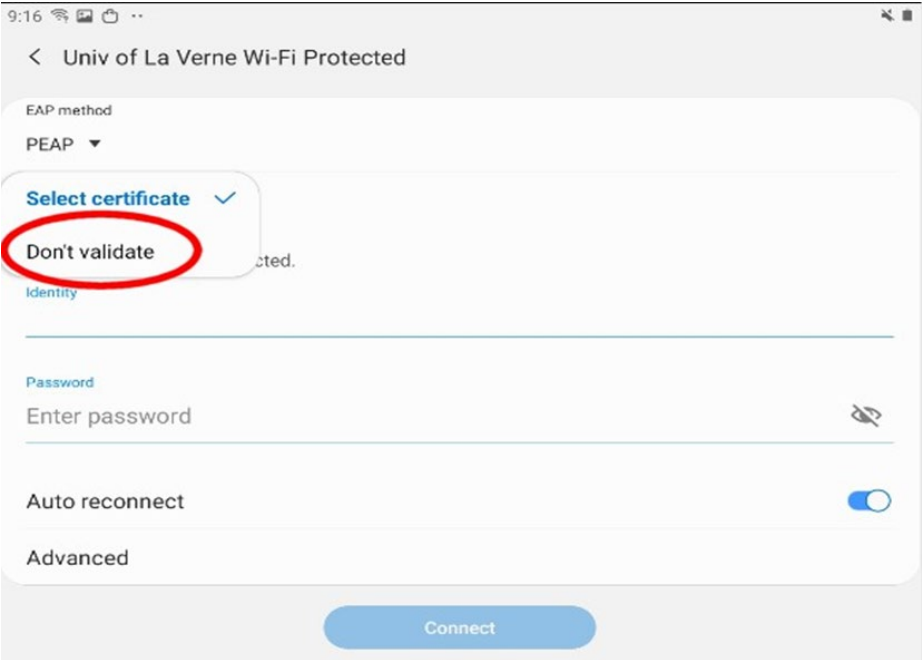 9:16
Univ of La Verne Wi-Fi Protected
EAP method
PEAP
Select certificate
Don't validate
cted.
Identity
Password
Enter password
Auto reconnect
Advanced
Connect